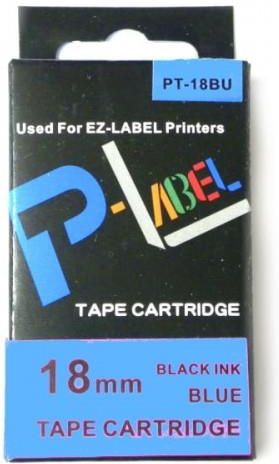 PT-18BU
Used For EZ-LABEL Printers
P-LABEL
TAPE CARTRIDGE
18mm
BLACK INK
BLUE
TAPE CARTRIDGE